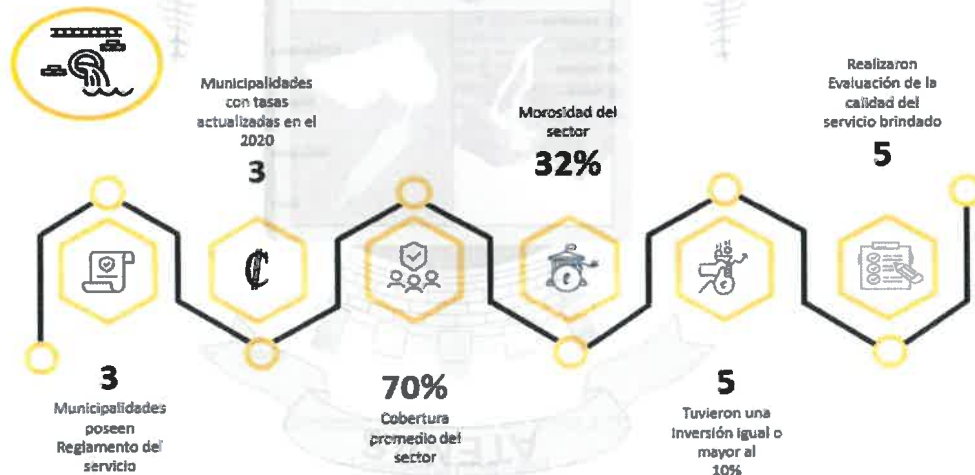 Municipalidades
con tasas
actualizadas en el
2020
3
Morosidad del
sector
32%
Realizaron
Evaluación de la
calidad del
servicio brindado
5
₡
3
Municipalidades
poseen
Reglamento del
servicio
70%
Cobertura
promedio del
sector
5
Tuvieron una
inversión igual o
mayor al
10%